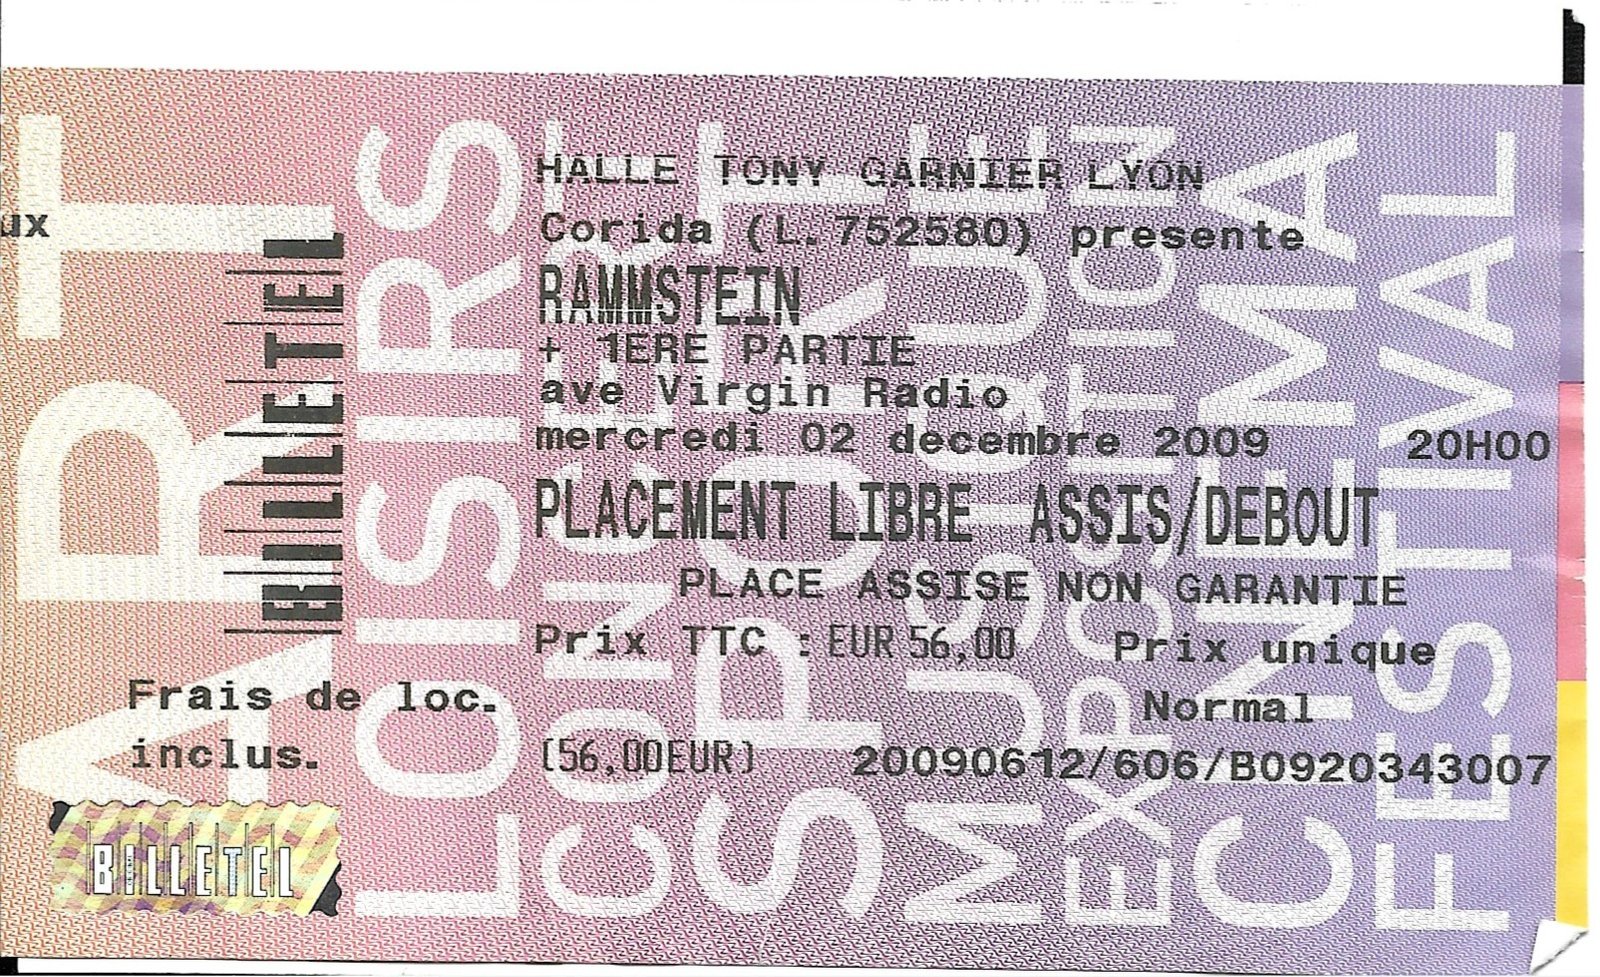 HALLE TONY GARNIER LYON
ux
Corida (L. 752580) presente
RAMMSTEIN
+ 1ERE PARTIE
ave Virgin Radio
mercredi 02 decembre 2009 20H00
PLACEMENT LIBRE ASSIS/DEBOUT
PLACE ASSISE NON GARANTIE
Prix TTC : EUR 56,00 Prix unique
Frais de loc. Normal
inclus. (56,00EUR) 20090612/606/B0920343007
BILLETEL
BILLETEL
ART
LOISIRS
CONCERT
SPORT
MUSIQUE
EXPOSITION
CINEMA
FESTIVAL